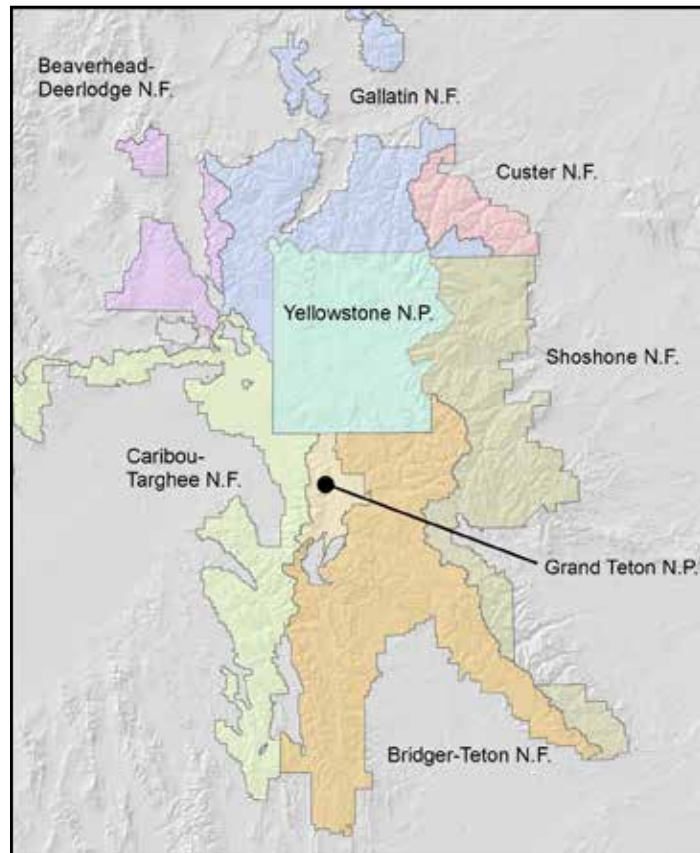 Beaverhead-
Deerlodge N.F.
Gallatin N.F.
Custer N.F.
Yellowstone N.P.
Shoshone N.F.
Caribou-
Targhee N.F.
Grand Teton N.P.
Bridger-Teton N.F.